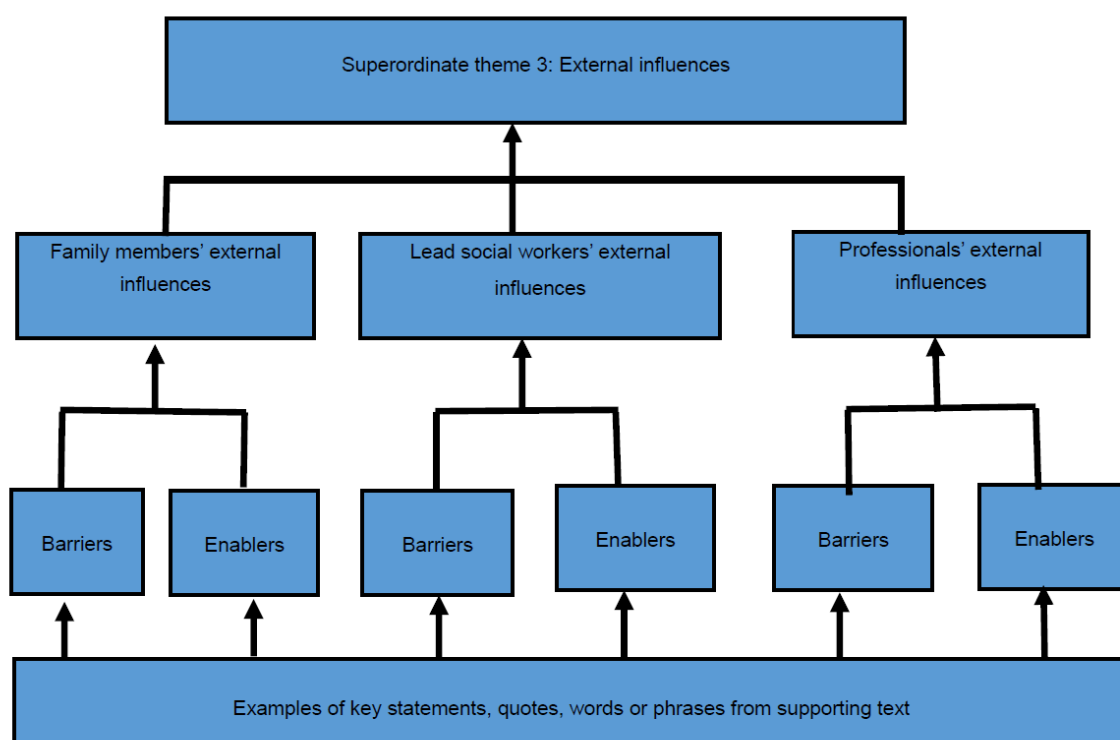 Superordinate theme 3: External influences
Family members’ external
influences
Lead social workers’ external
influences
Professionals’ external
influences
Barriers
Enablers
Barriers
Enablers
Barriers
Enablers
Examples of key statements, quotes, words or phrases from supporting text